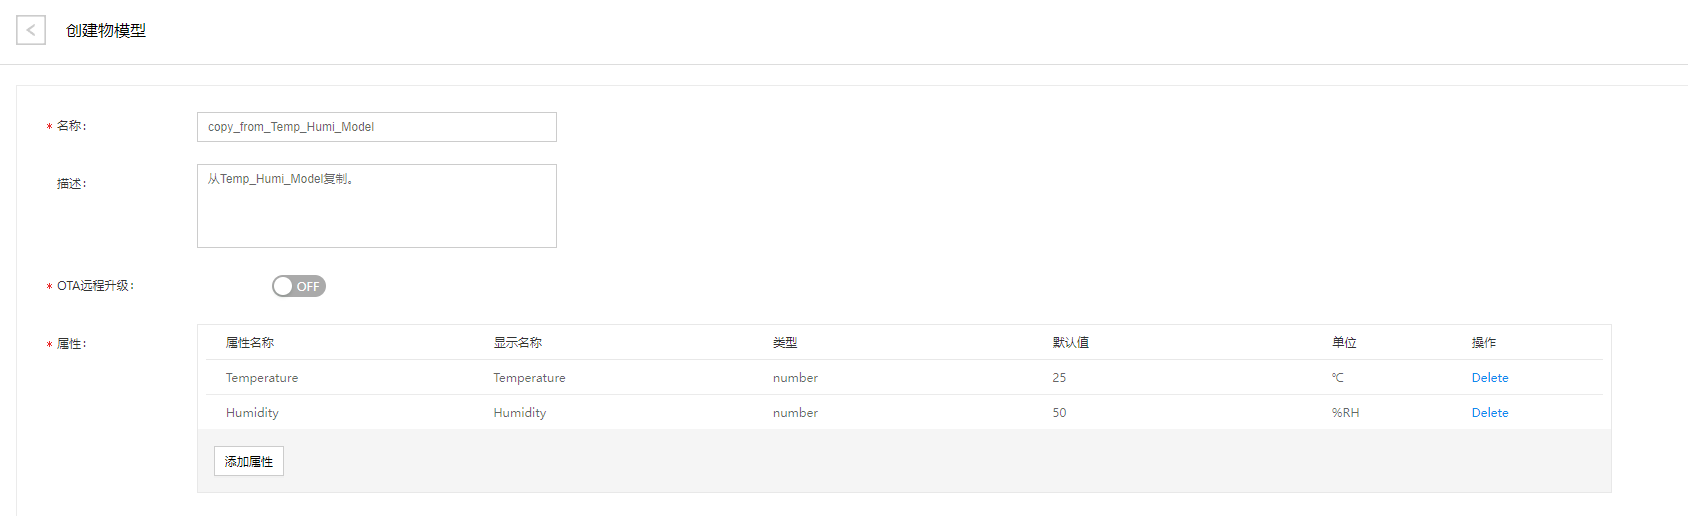 创建物模型
* 名称：
copy_from_Temp_Humi_Model
描述：
从Temp_Humi_Model复制。
* OTA远程升级：
OFF
* 属性：
属性名称 显示名称 类型 默认值 单位 操作
Temperature Temperature number 25 ℃ Delete
Humidity Humidity number 50 %RH Delete
添加属性